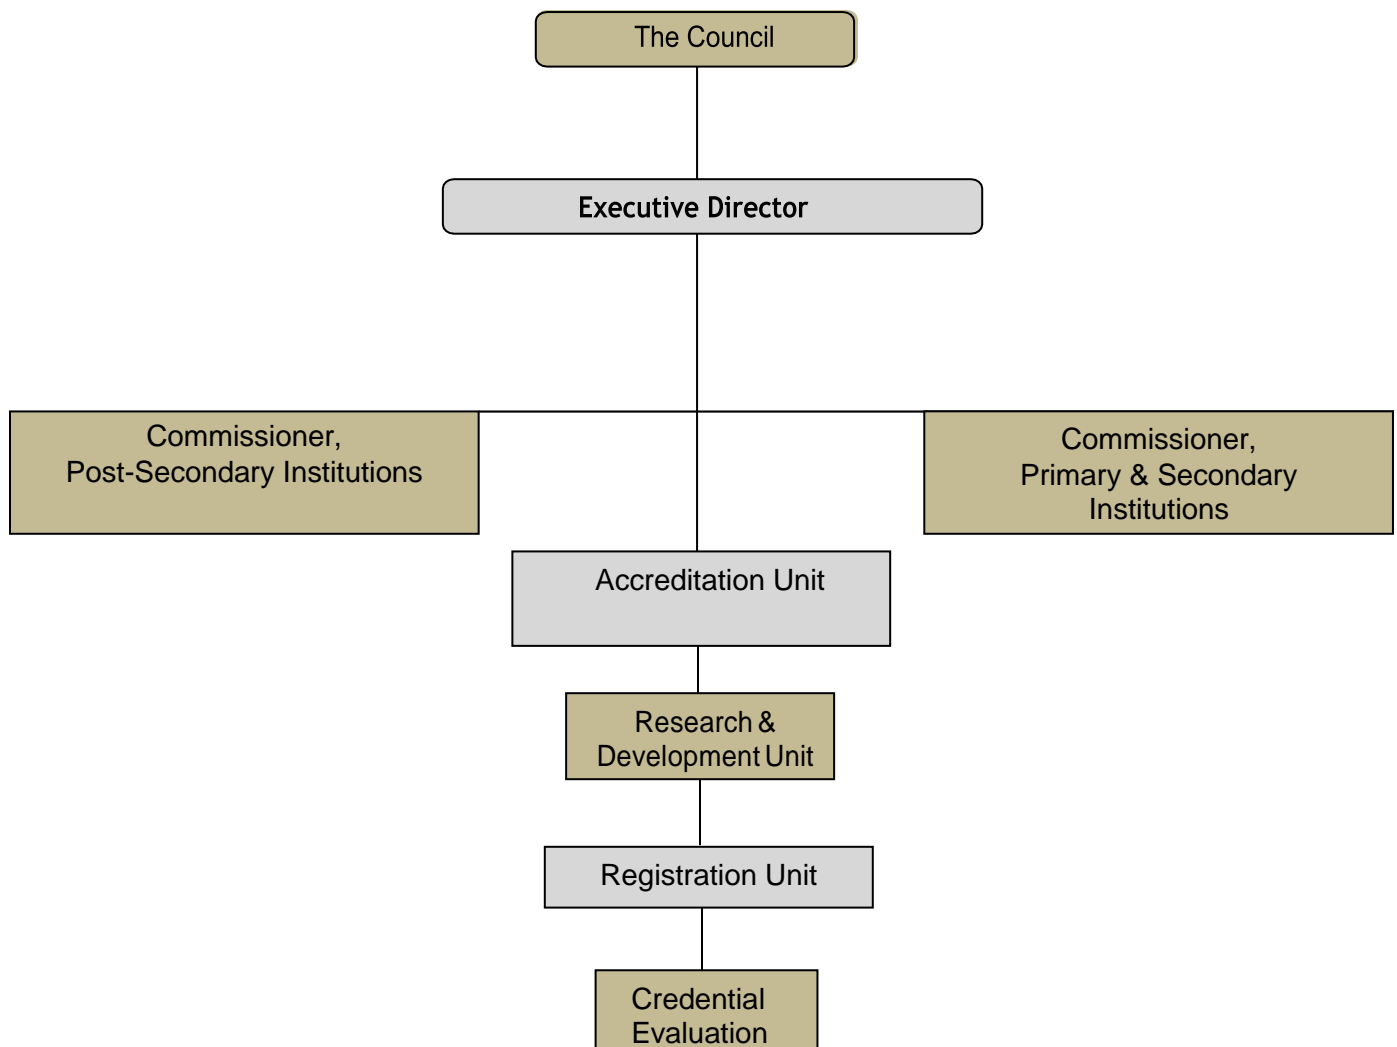 The Council
Executive Director
Commissioner,
Post-Secondary Institutions
Commissioner,
Primary & Secondary
Institutions
Accreditation Unit
Research &
Development Unit
Registration Unit
Credential
Evaluation